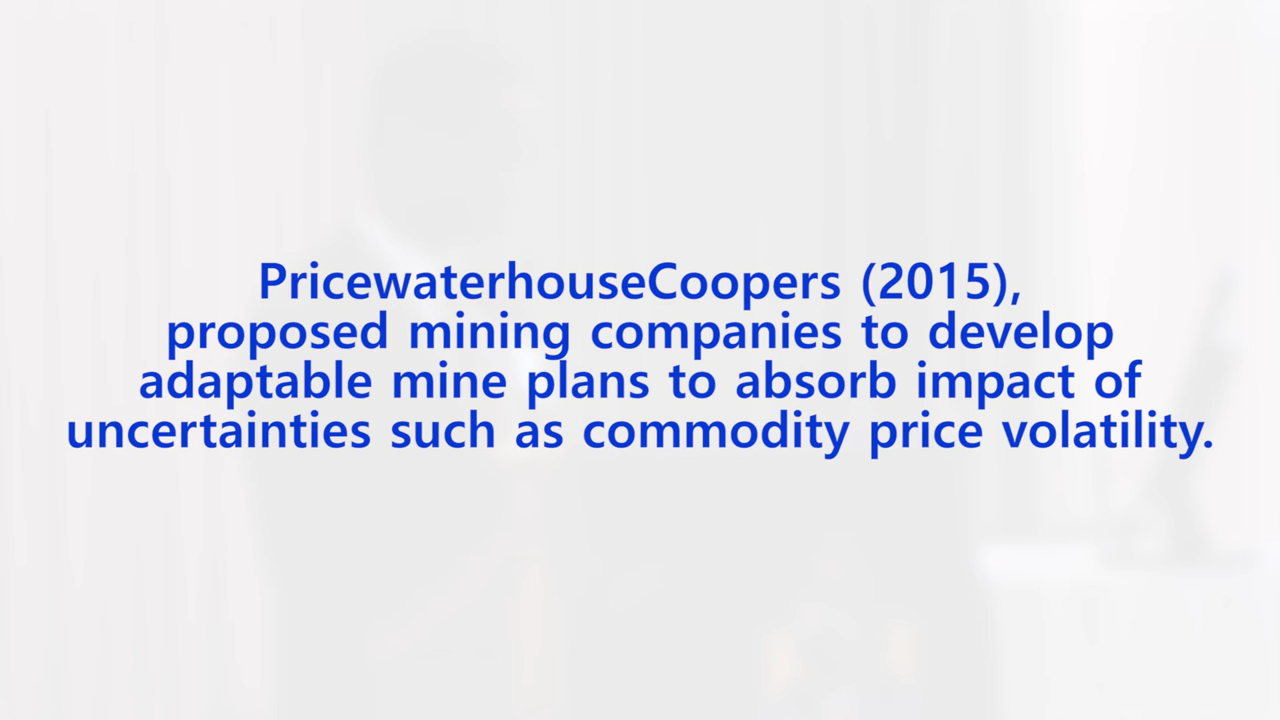 PricewaterhouseCoopers (2015),
proposed mining companies to develop
adaptable mine plans to absorb impact of
uncertainties such as commodity price volatility.